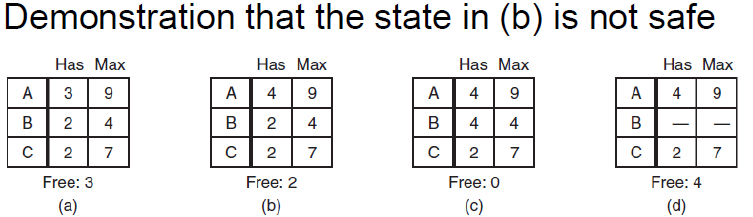 Demonstration that the state in (b) is not safe
Has Max
A 3 9
B 2 4
C 2 7
Free: 3
(a)
Has Max
A 4 9
B 2 4
C 2 7
Free: 2
(b)
Has Max
A 4 9
B 4 4
C 2 7
Free: 0
(c)
Has Max
A 4 9
B — —
C 2 7
Free: 4
(d)